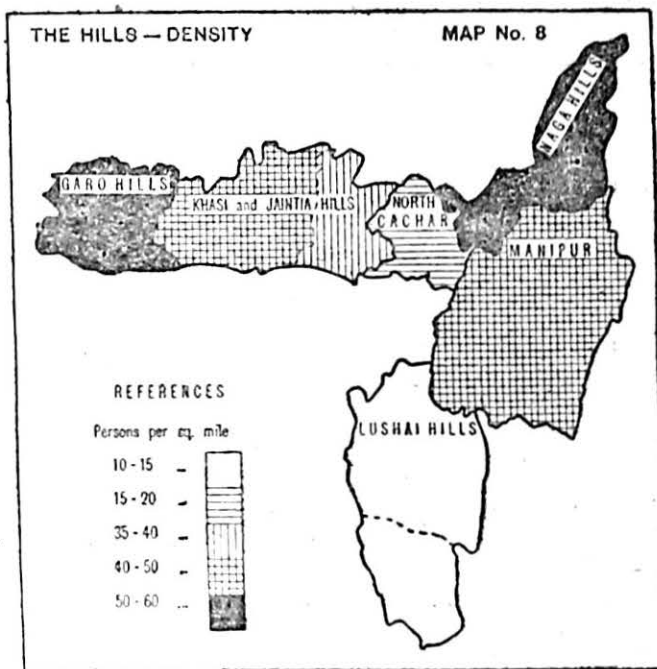 THE HILLS — DENSITY
MAP No. 8
NAGA HILLS
GARO HILLS
KHASI and JAINTIA HILLS
NORTH
CACHAR
MANIPUR
LUSHAI HILLS
REFERENCES
Persons per sq. mile
10 - 15 „
15 - 20 „
35 - 40 „
40 - 50 „
50 - 60 „